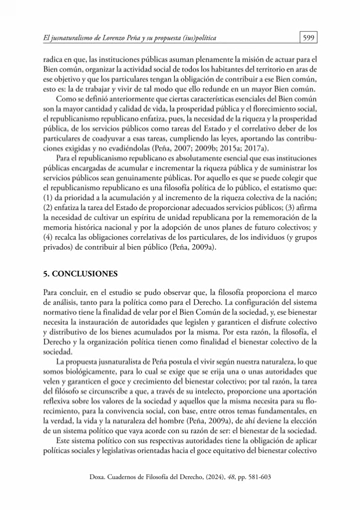 El jusnaturalismo de Lorenzo Peña y su propuesta (ius)política
599
radica en que, las instituciones públicas asuman plenamente la misión de actuar para el
Bien común, organizar la actividad social de todos los habitantes del territorio en aras de
ese objetivo y que los particulares tengan la obligación de contribuir a ese Bien común,
esto es: la de trabajar y vivir de tal modo que ello redunde en un mayor Bien común.
Como se definió anteriormente que ciertas características esenciales del Bien común
son la mayor cantidad y calidad de vida, la prosperidad pública y el florecimiento social,
el republicanismo republicano enfatiza, pues, la necesidad de la riqueza y la prosperidad
pública, de los servicios públicos como tareas del Estado y el correlativo deber de los
particulares de coadyuvar a esas tareas, cumpliendo las leyes, aportando las contribu-
ciones exigidas y no evadiéndolas (Peña, 2007; 2009b; 2015a; 2017a).
Para el republicanismo republicano es absolutamente esencial que esas instituciones
públicas encargadas de acumular e incrementar la riqueza pública y de suministrar los
servicios públicos sean genuinamente públicas. Por aquello es que se puede colegir que
el republicanismo republicano es una filosofía política de lo público, el estatismo que:
(1) da prioridad a la acumulación y al incremento de la riqueza colectiva de la nación;
(2) enfatiza la tarea del Estado de proporcionar adecuados servicios públicos; (3) afirma
la necesidad de cultivar un espíritu de unidad republicana por la rememoración de la
memoria histórica nacional y por la adopción de unos planes de futuro colectivos; y
(4) recalca las obligaciones correlativas de los particulares, de los individuos (y grupos
privados) de contribuir al bien público (Peña, 2009a).
5. CONCLUSIONES
Para concluir, en el estudio se pudo observar que, la filosofía proporciona el marco
de análisis, tanto para la política como para el Derecho. La configuración del sistema
normativo tiene la finalidad de velar por el Bien Común de la sociedad, y, ese bienestar
necesita la instauración de autoridades que legislen y garanticen el disfrute colectivo
y distributivo de los bienes acumulados por la misma. Por esta razón, la filosofía, el
Derecho y la organización política tienen como finalidad el bienestar colectivo de la
sociedad.
La propuesta jusnaturalista de Peña postula el vivir según nuestra naturaleza, lo que
somos biológicamente, para lo cual se exige que se erija una o unas autoridades que
velen y garanticen el goce y crecimiento del bienestar colectivo; por tal razón, la tarea
del filósofo se circunscribe a que, a través de su intelecto, proporcione una aportación
reflexiva sobre los valores de la sociedad y aquellos que la misma necesita para su flo-
recimiento, para la convivencia social, con base, entre otros temas fundamentales, en
la verdad, la vida y la naturaleza del hombre (Peña, 2009a), de ahí deviene la elección
de un sistema político que vaya acorde con su razón de ser: el bienestar de la sociedad.
Este sistema político con sus respectivas autoridades tiene la obligación de aplicar
políticas sociales y legislativas orientadas hacia el goce equitativo del bienestar colectivo
Doxa. Cuadernos de Filosofía del Derecho, (2024), 48, pp. 581-603